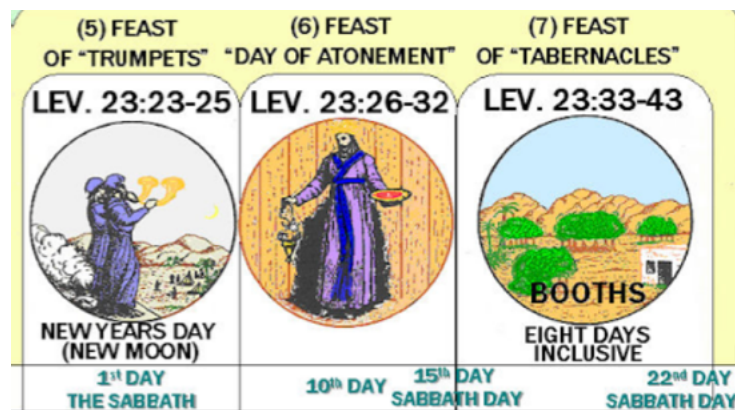 (5) FEAST
OF "TRUMPETS"
LEV. 23:23-25
NEW YEARS DAY
(NEW MOON)
1st DAY
THE SABBATH
(6) FEAST
"DAY OF ATONEMENT"
LEV. 23:26-32
10th DAY
(7) FEAST
OF "TABERNACLES"
LEV. 23:33-43
BOOTHS
EIGHT DAYS
INCLUSIVE
15th DAY
SABBATH DAY
22nd DAY
SABBATH DAY